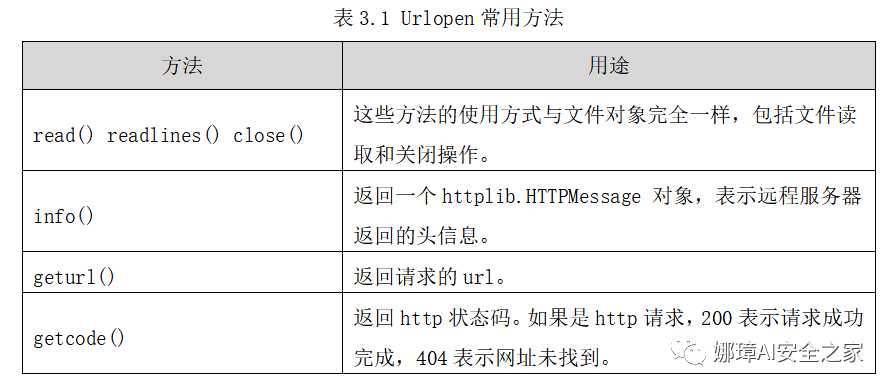 表 3.1 Urlopen 常用方法
方法
用途
read() readlines() close()
这些方法的使用方式与文件对象完全一样，包括文件读
取和关闭操作。
info()
返回一个 httplib.HTTPMessage 对象，表示远程服务器
返回的头信息。
geturl()
返回请求的 url。
getcode()
返回 http 状态码。如果是 http 请求，200 表示请求成功
完成，404 表示网址未找到。
娜璋AI安全之家